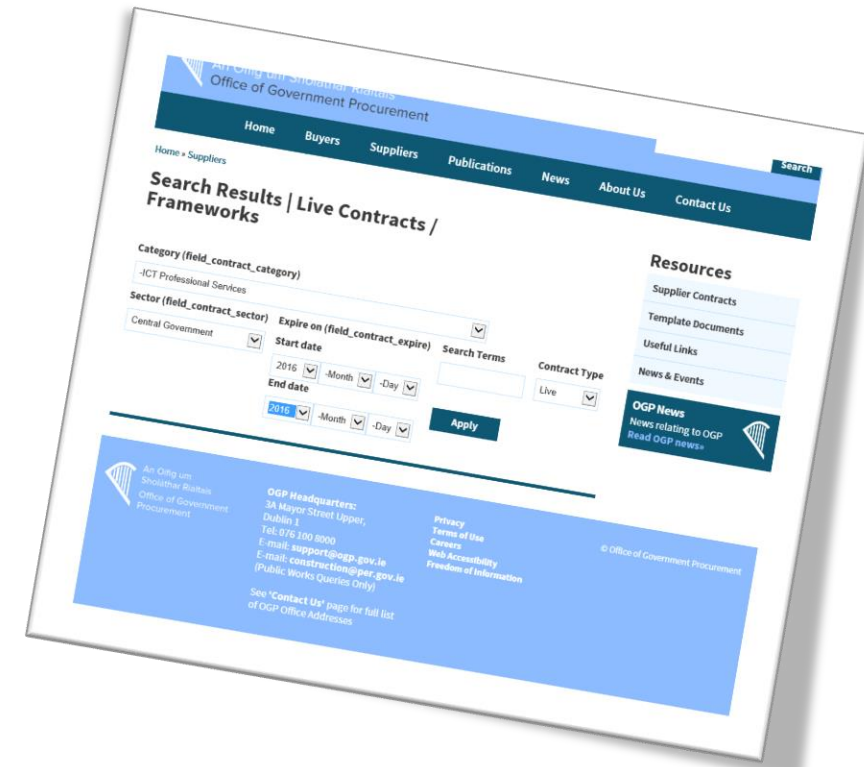 An Oifig um Sholáthar Rialtais
Office of Government Procurement
Search
Home Buyers Suppliers Publications News About Us Contact Us
Home » Suppliers
Search Results | Live Contracts /
Frameworks
Category (field_contract_category)
-ICT Professional Services
Sector (field_contract_sector)
Central Government
Expire on (field_contract_expire)
Start date
2016 -Month -Day
End date
2016 -Month -Day
Search Terms
Contract Type
Live
Apply
Resources
Supplier Contracts
Template Documents
Useful Links
News & Events
OGP News
News relating to OGP
Read OGP news»
An Oifig um
Sholáthar Rialtais
Office of Government
Procurement
OGP Headquarters:
3A Mayor Street Upper,
Dublin 1
Tel: 076 100 8000
E-mail: support@ogp.gov.ie
E-mail: construction@per.gov.ie
(Public Works Queries Only)
See 'Contact Us' page for full list
of OGP Office Addresses
Privacy
Terms of Use
Careers
Web Accessibility
Freedom of Information
© Office of Government Procurement